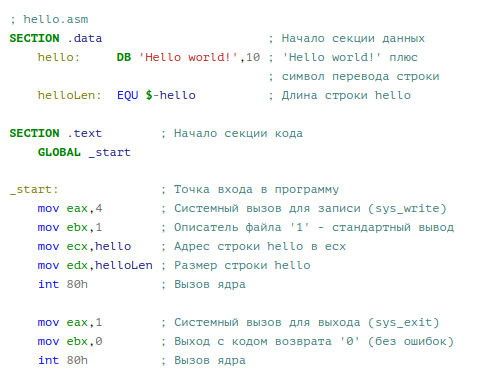 ; hello.asm
SECTION .data                       ; Начало секции данных
    hello:     DB 'Hello world!',10 ; 'Hello world!' плюс
                                    ; символ перевода строки
    helloLen:  EQU $-hello          ; Длина строки hello

SECTION .text        ; Начало секции кода
    GLOBAL _start

_start:              ; Точка входа в программу
    mov eax,4        ; Системный вызов для записи (sys_write)
    mov ebx,1        ; Описатель файла '1' - стандартный вывод
    mov ecx,hello    ; Адрес строки hello в ecx
    mov edx,helloLen ; Размер строки hello
    int 80h          ; Вызов ядра

    mov eax,1        ; Системный вызов для выхода (sys_exit)
    mov ebx,0        ; Выход с кодом возврата '0' (без ошибок)
    int 80h          ; Вызов ядра